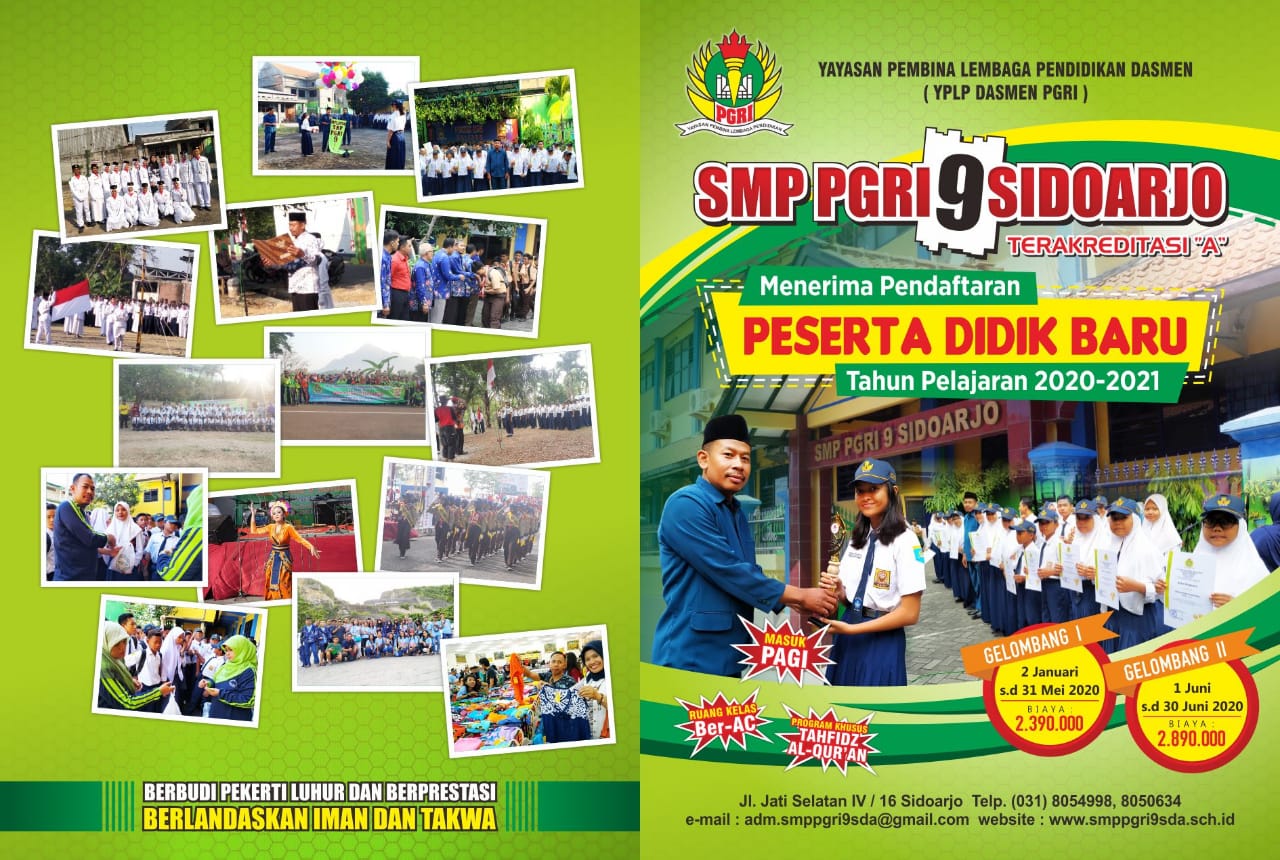 BERBUDI PEKERTI LUHUR DAN BERPRESTASI
BERLANDASKAN IMAN DAN TAKWA
PGRI
YAYASAN PEMBINA LEMBAGA PENDIDIKAN
YAYASAN PEMBINA LEMBAGA PENDIDIKAN DASMEN
( YPLP DASMEN PGRI )
SMP PGRI 9 SIDOARJO
TERAKREDITASI "A"
Menerima Pendaftaran
PESERTA DIDIK BARU
Tahun Pelajaran 2020-2021
SMP PGRI 9 SIDOARJO
MASUK
PAGI
RUANG KELAS
Ber-AC
PROGRAM KHUSUS
TAHFIDZ
AL-QUR'AN
GELOMBANG I
2 Januari
s.d 31 Mei 2020
BIAYA :
2.390.000
GELOMBANG II
1 Juni
s.d 30 Juni 2020
BIAYA :
2.890.000
Jl. Jati Selatan IV / 16 Sidoarjo Telp. (031) 8054998, 8050634
e-mail : adm.smppgri9sda@gmail.com website : www.smppgri9sda.sch.id